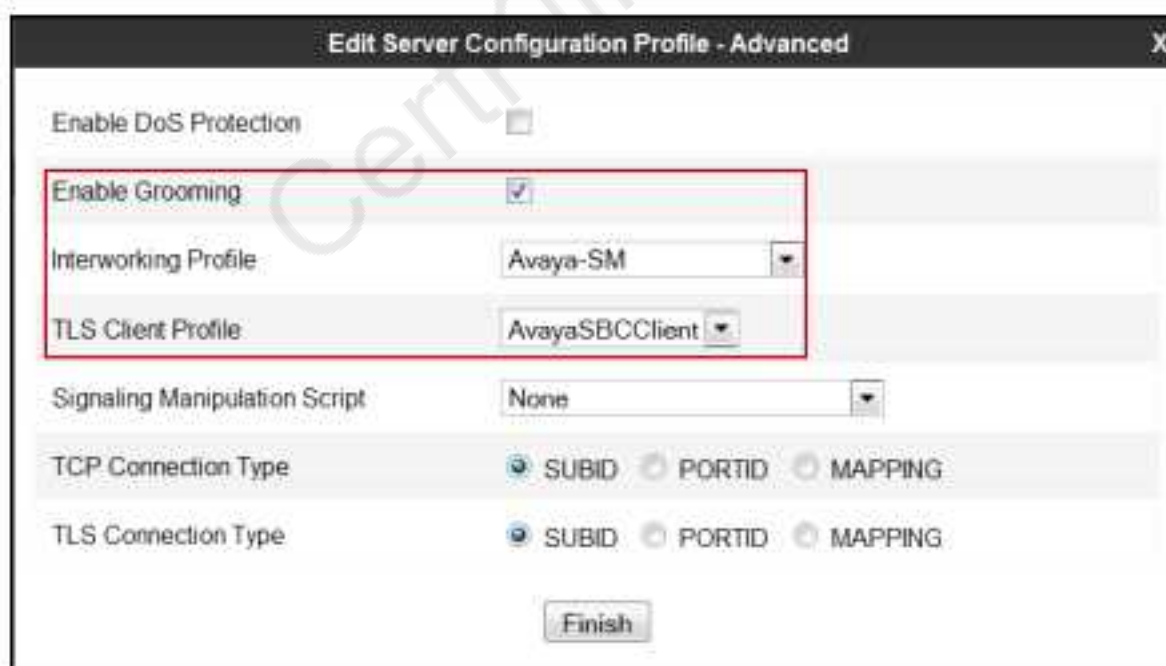 Edit Server Configuration Profile - Advanced X
Enable DoS Protection
Enable Grooming
Interworking Profile Avaya-SM
TLS Client Profile AvayaSBCClient
Signaling Manipulation Script None
TCP Connection Type SUBID PORTID MAPPING
TLS Connection Type SUBID PORTID MAPPING
Finish